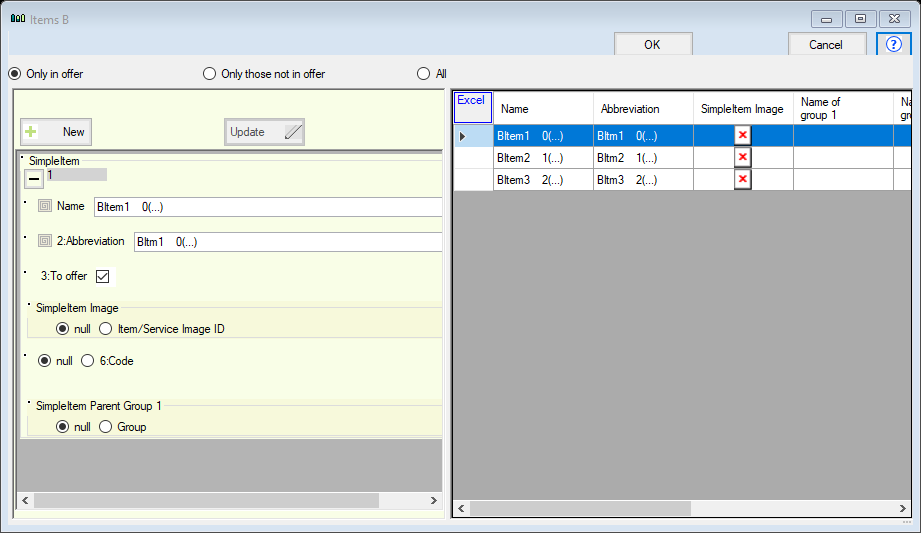 Items B
OK
Cancel
?
Only in offer
Only those not in offer
All
New
Update
SimpleItem
1
Name
BItem1 0(...)
2:Abbreviation
BItm1 0(...)
3:To offer
SimpleItem Image
null
Item/Service Image ID
null
6:Code
SimpleItem Parent Group 1
null
Group
Excel
Name
Abbreviation
SimpleItem Image
Name of
group 1
Na
gro
BItem1 0(...)
BItm1 0(...)
BItem2 1(...)
BItm2 1(...)
BItem3 2(...)
BItm3 2(...)